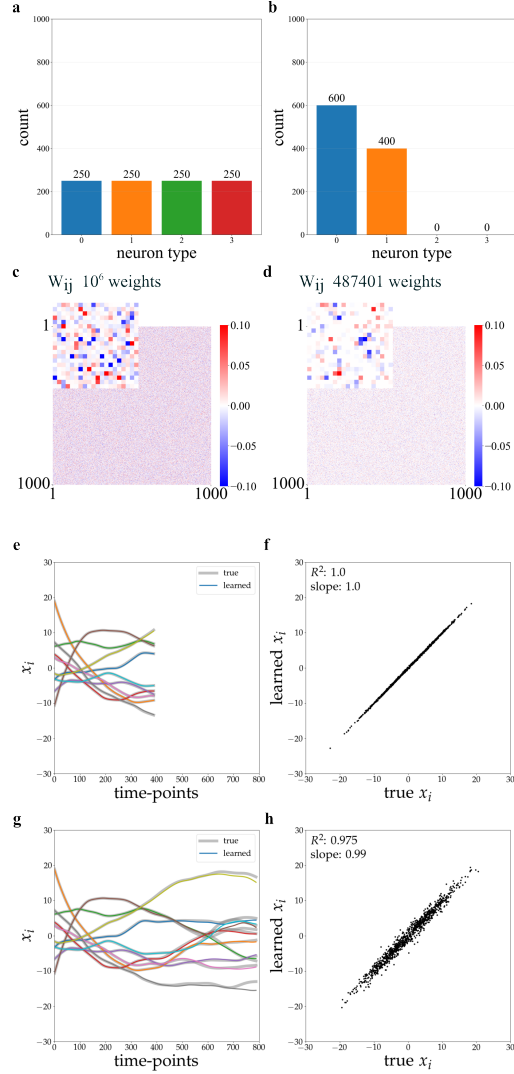 a
1000
800
600
400
200
0
count
250 250 250 250
0 1 2 3
neuron type
b
1000
800
600
400
200
0
count
600
400
0 0
0 1 2 3
neuron type
c
Wij 10⁶ weights
1
1000
1 1000
0.10
0.05
0.00
−0.05
−0.10
d
Wij 487401 weights
1
1000
1 1000
0.10
0.05
0.00
−0.05
−0.10
e
30
20
10
0
−10
−20
−30
xᵢ
true
learned
0 100 200 300 400 500 600 700 800
time-points
f
30
20
10
0
−10
−20
−30
learned xᵢ
R²: 1.0
slope: 1.0
−30 −20 −10 0 10 20 30
true xᵢ
g
30
20
10
0
−10
−20
−30
xᵢ
true
learned
0 100 200 300 400 500 600 700 800
time-points
h
30
20
10
0
−10
−20
−30
learned xᵢ
R²: 0.975
slope: 0.99
−30 −20 −10 0 10 20 30
true xᵢ